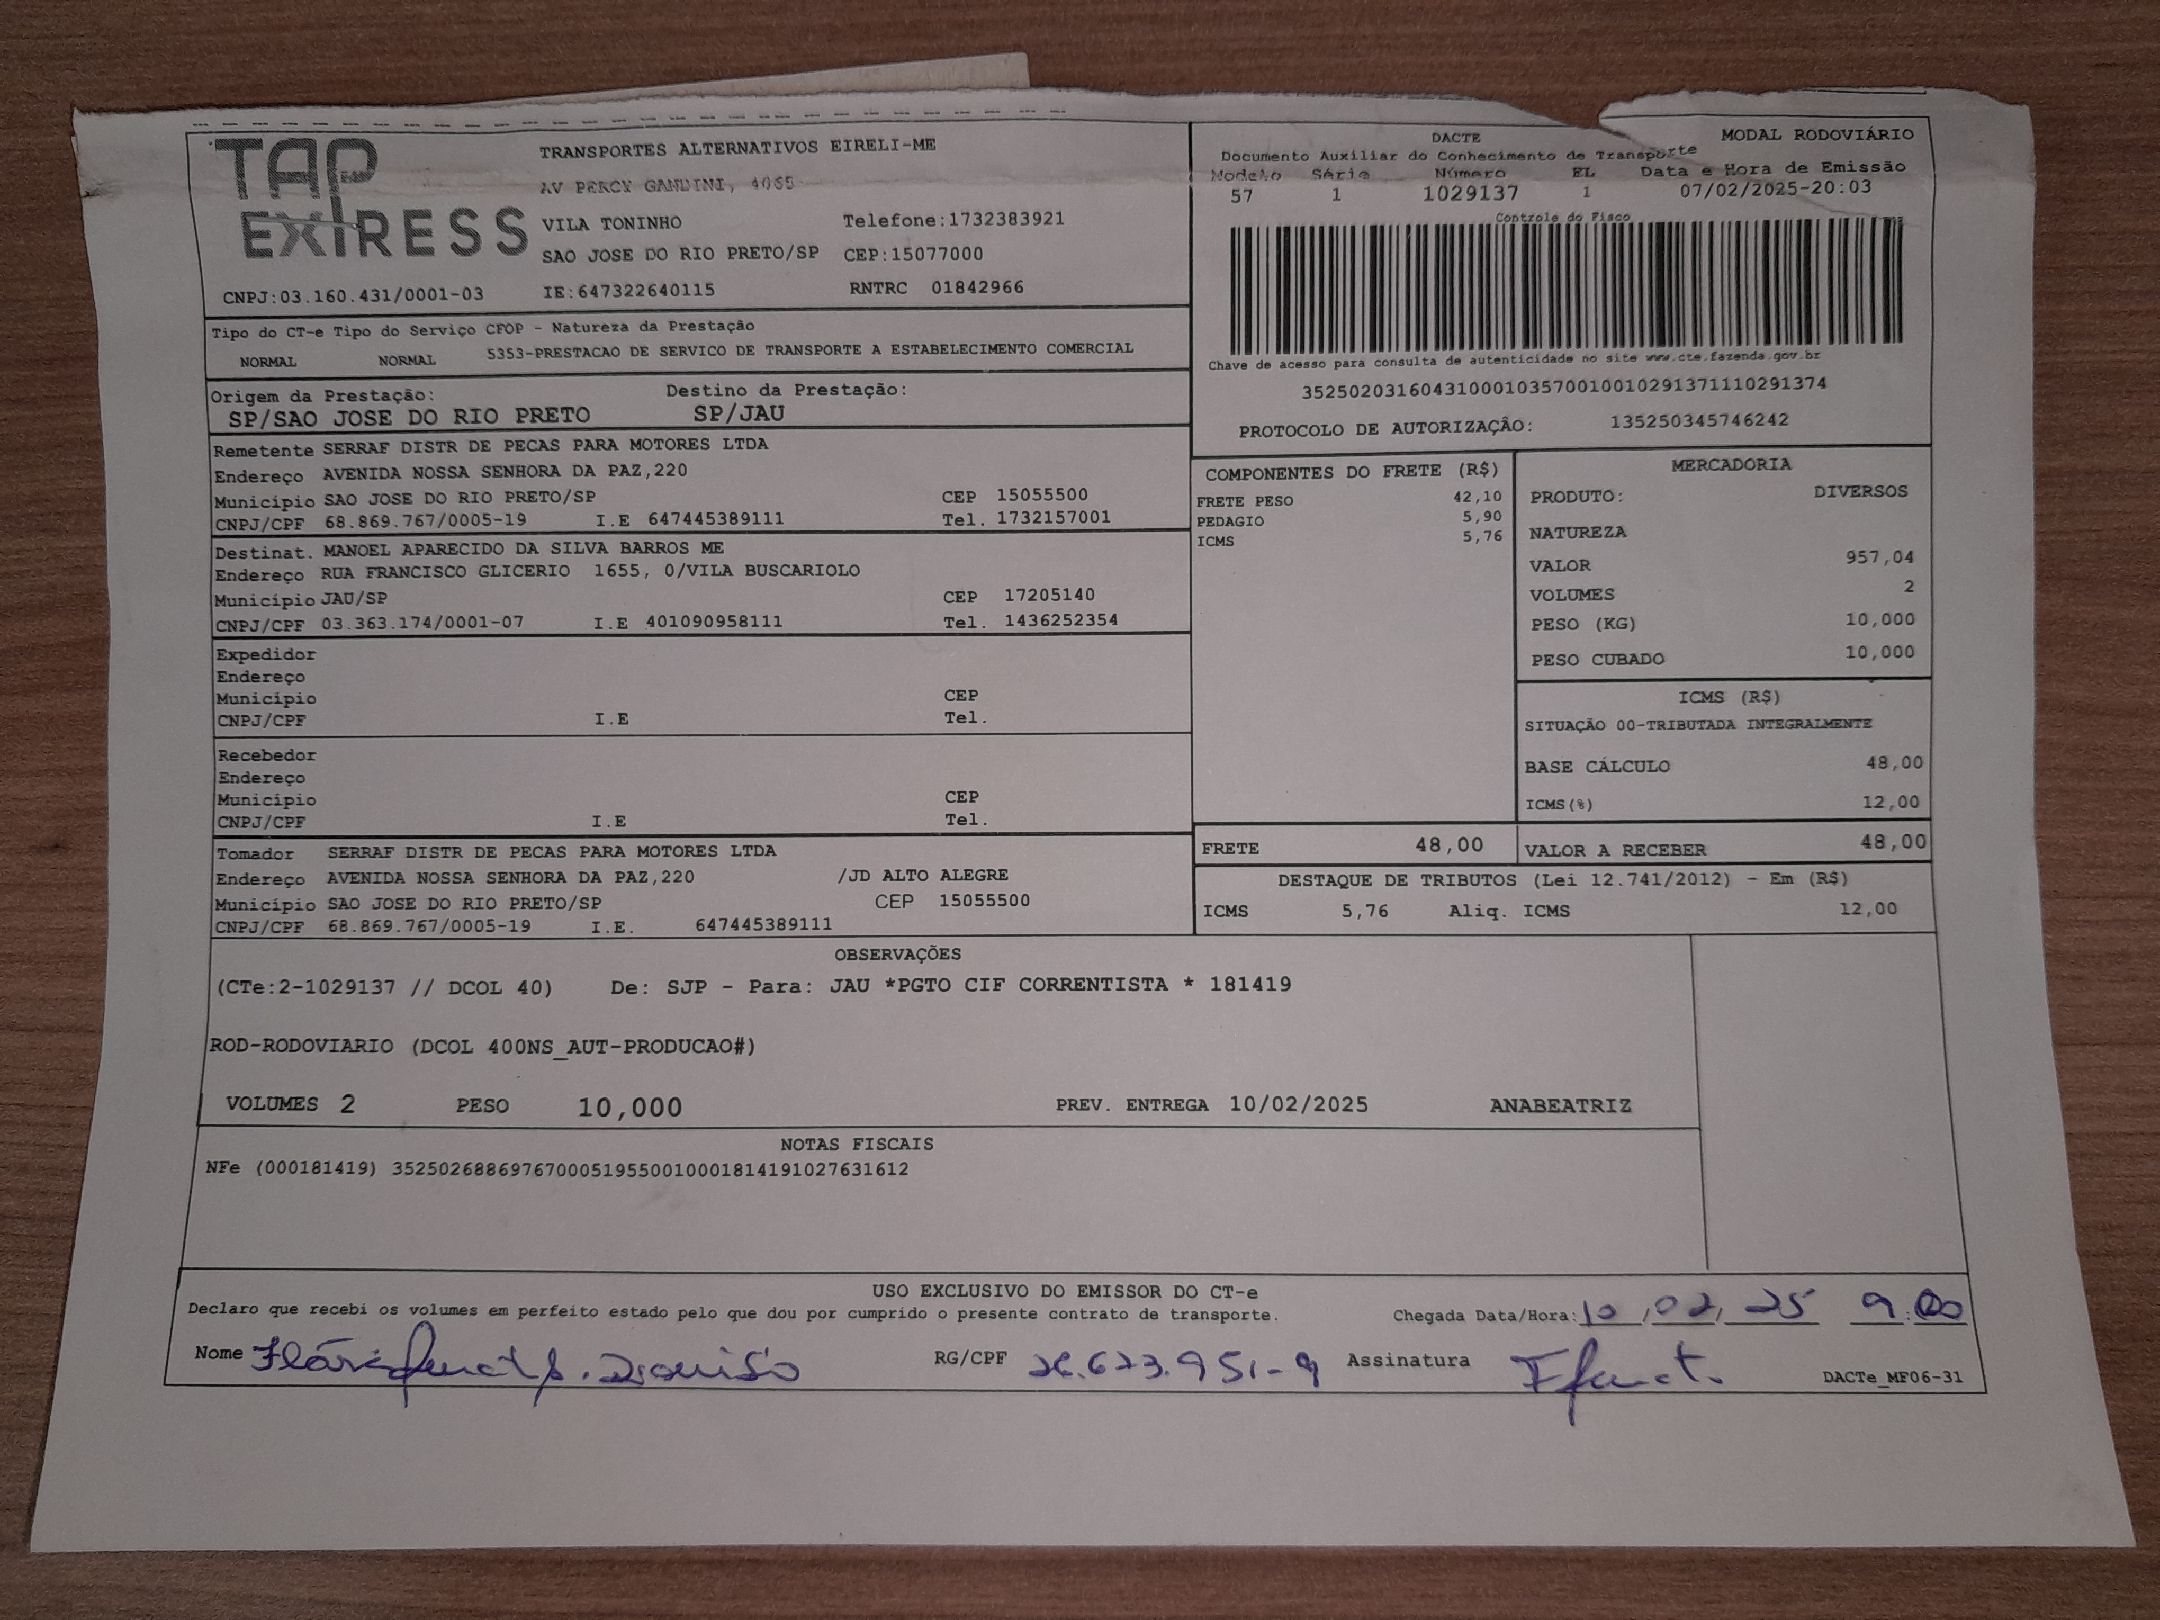 TAP
EXPRESS
TRANSPORTES ALTERNATIVOS EIRELI-ME
AV PERCY GANDINI, 4065
VILA TONINHO Telefone:1732383921
SAO JOSE DO RIO PRETO/SP CEP:15077000
CNPJ:03.160.431/0001-03 IE:647322640115 RNTRC 01842966
DACTE MODAL RODOVIÁRIO
Documento Auxiliar do Conhecimento de Transporte
Modelo Série Número FL Data e Hora de Emissão
57 1 1029137 1 07/02/2025-20:03
Controle do Fisco
Chave de acesso para consulta de autenticidade no site www.cte.fazenda.gov.br
35250203160431000103570010010291371110291374
PROTOCOLO DE AUTORIZAÇÃO: 135250345746242
Tipo do CT-e Tipo do Serviço CFOP - Natureza da Prestação
NORMAL NORMAL 5353-PRESTACAO DE SERVICO DE TRANSPORTE A ESTABELECIMENTO COMERCIAL
Origem da Prestação: Destino da Prestação:
SP/SAO JOSE DO RIO PRETO SP/JAU
Remetente SERRAF DISTR DE PECAS PARA MOTORES LTDA
Endereço AVENIDA NOSSA SENHORA DA PAZ,220
Município SAO JOSE DO RIO PRETO/SP CEP 15055500
CNPJ/CPF 68.869.767/0005-19 I.E 647445389111 Tel. 1732157001
Destinat. MANOEL APARECIDO DA SILVA BARROS ME
Endereço RUA FRANCISCO GLICERIO 1655, 0/VILA BUSCARIOLO
Município JAU/SP CEP 17205140
CNPJ/CPF 03.363.174/0001-07 I.E 401090958111 Tel. 1436252354
Expedidor
Endereço
Município CEP
CNPJ/CPF I.E Tel.
Recebedor
Endereço
Município CEP
CNPJ/CPF I.E Tel.
Tomador SERRAF DISTR DE PECAS PARA MOTORES LTDA
Endereço AVENIDA NOSSA SENHORA DA PAZ,220 /JD ALTO ALEGRE
Município SAO JOSE DO RIO PRETO/SP CEP 15055500
CNPJ/CPF 68.869.767/0005-19 I.E. 647445389111
COMPONENTES DO FRETE (R$)
FRETE PESO 42,10
PEDAGIO 5,90
ICMS 5,76
MERCADORIA
PRODUTO: DIVERSOS
NATUREZA
VALOR 957,04
VOLUMES 2
PESO (KG) 10,000
PESO CUBADO 10,000
ICMS (R$)
SITUAÇÃO 00-TRIBUTADA INTEGRALMENTE
BASE CÁLCULO 48,00
ICMS(%) 12,00
FRETE 48,00 VALOR A RECEBER 48,00
DESTAQUE DE TRIBUTOS (Lei 12.741/2012) - Em (R$)
ICMS 5,76 Aliq. ICMS 12,00
OBSERVAÇÕES
(CTe:2-1029137 // DCOL 40) De: SJP - Para: JAU *PGTO CIF CORRENTISTA * 181419
ROD-RODOVIARIO (DCOL 400NS_AUT-PRODUCAO#)
VOLUMES 2 PESO 10,000 PREV. ENTREGA 10/02/2025 ANABEATRIZ
NOTAS FISCAIS
NFe (000181419) 35250268869767000519550010001814191027631612
USO EXCLUSIVO DO EMISSOR DO CT-e
Declaro que recebi os volumes em perfeito estado pelo que dou por cumprido o presente contrato de transporte. Chegada Data/Hora: 10,02,25 9:00
Nome Dionisio RG/CPF 26.623.951-9 Assinatura
DACTe_MF06-31